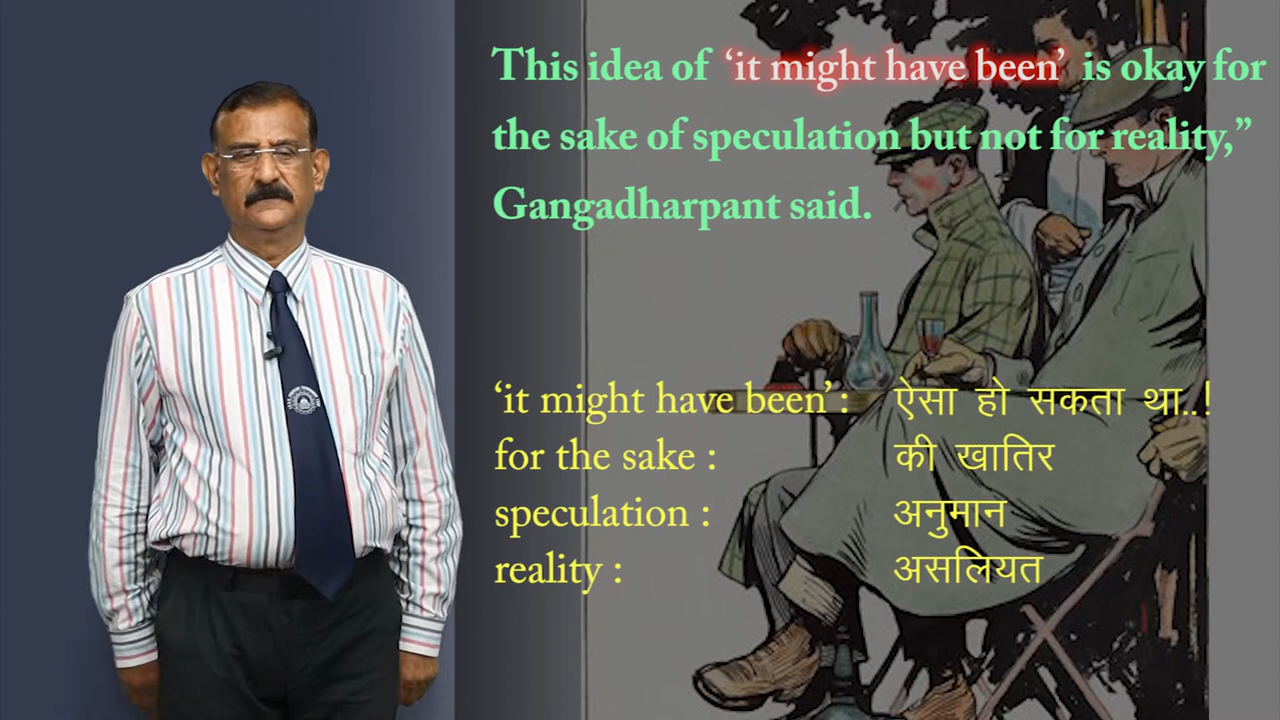 This idea of ‘it might have been’ is okay for
the sake of speculation but not for reality,”
Gangadharpant said.
‘it might have been’ : ऐसा हो सकता था..!
for the sake : की खातिर
speculation : अनुमान
reality : असलियत